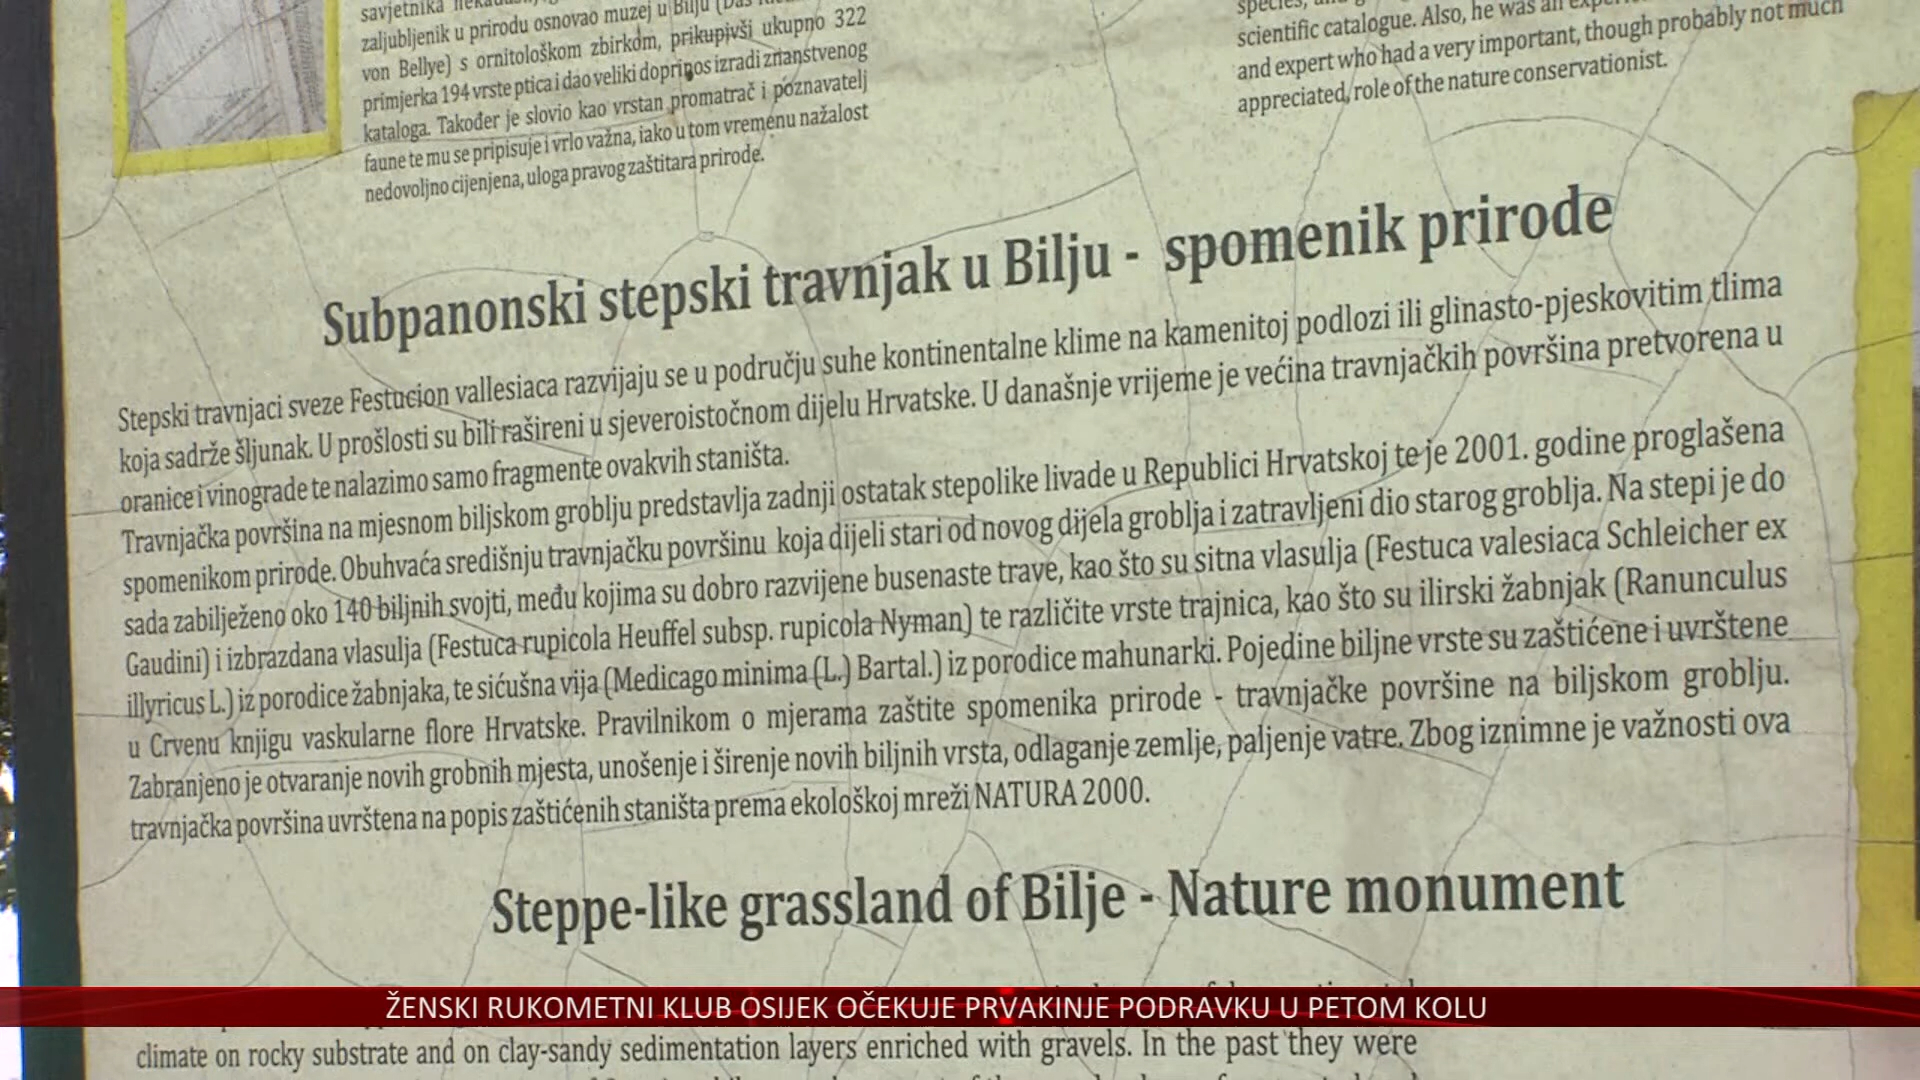 savjetnika
zaljubljenik u prirodu osnovao muzej u Bilju
von Bellye) s ornitološkom zbirkom, prikupivši ukupno 322
primjerka 194 vrste ptica i dao veliki doprinos izradi znanstvenog
kataloga. Također je slovio kao vrstan promatrač i poznavatelj
faune te mu se pripisuje i vrlo važna, iako u tom vremenu nažalost
nedovoljno cijenjena, uloga pravog zaštitara prirode.
scientific catalogue. Also, he was an
and expert who had a very important, though probably not much
appreciated, role of the nature conservationist.
Subpanonski stepski travnjak u Bilju - spomenik prirode
Stepski travnjaci sveze Festucion vallesiaca razvijaju se u području suhe kontinentalne klime na kamenitoj podlozi ili glinasto-pjeskovitim tlima
koja sadrže šljunak. U prošlosti su bili rašireni u sjeveroistočnom dijelu Hrvatske. U današnje vrijeme je većina travnjačkih površina pretvorena u
oranice i vinograde te nalazimo samo fragmente ovakvih staništa.
Travnjačka površina na mjesnom biljskom groblju predstavlja zadnji ostatak stepolike livade u Republici Hrvatskoj te je 2001. godine proglašena
spomenikom prirode. Obuhvaća središnju travnjačku površinu koja dijeli stari od novog dijela groblja i zatravljeni dio starog groblja. Na stepi je do
sada zabilježeno oko 140 biljnih svojti, među kojima su dobro razvijene busenaste trave, kao što su sitna vlasulja (Festuca valesiaca Schleicher ex
Gaudini) i izbrazdana vlasulja (Festuca rupicola Heuffel subsp. rupicola Nyman) te različite vrste trajnica, kao što su ilirski žabnjak (Ranunculus
illyricus L.) iz porodice žabnjaka, te sićušna vija (Medicago minima (L.) Bartal.) iz porodice mahunarki. Pojedine biljne vrste su zaštićene i uvrštene
u Crvenu knjigu vaskularne flore Hrvatske. Pravilnikom o mjerama zaštite spomenika prirode - travnjačke površine na biljskom groblju.
Zabranjeno je otvaranje novih grobnih mjesta, unošenje i širenje novih biljnih vrsta, odlaganje zemlje, paljenje vatre. Zbog iznimne je važnosti ova
travnjačka površina uvrštena na popis zaštićenih staništa prema ekološkoj mreži NATURA 2000.
Steppe-like grassland of Bilje - Nature monument
ŽENSKI RUKOMETNI KLUB OSIJEK OČEKUJE PRVAKINJE PODRAVKU U PETOM KOLU
climate on rocky substrate and on clay-sandy sedimentation layers enriched with gravels. In the past they were